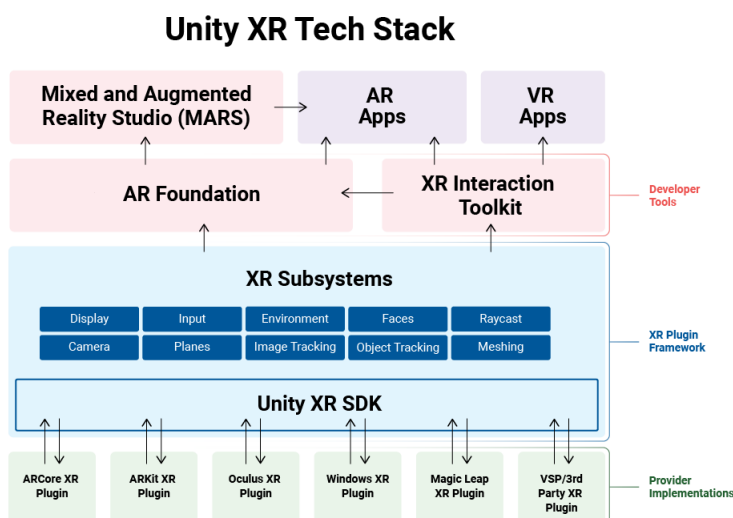 Unity XR Tech Stack
Mixed and Augmented
Reality Studio (MARS)
AR
Apps
VR
Apps
AR Foundation
XR Interaction
Toolkit
Developer
Tools
XR Subsystems
Display
Input
Environment
Faces
Raycast
Camera
Planes
Image Tracking
Object Tracking
Meshing
XR Plugin
Framework
Unity XR SDK
ARCore XR
Plugin
ARKit XR
Plugin
Oculus XR
Plugin
Windows XR
Plugin
Magic Leap
XR Plugin
VSP/3rd
Party XR
Plugin
Provider
Implementations